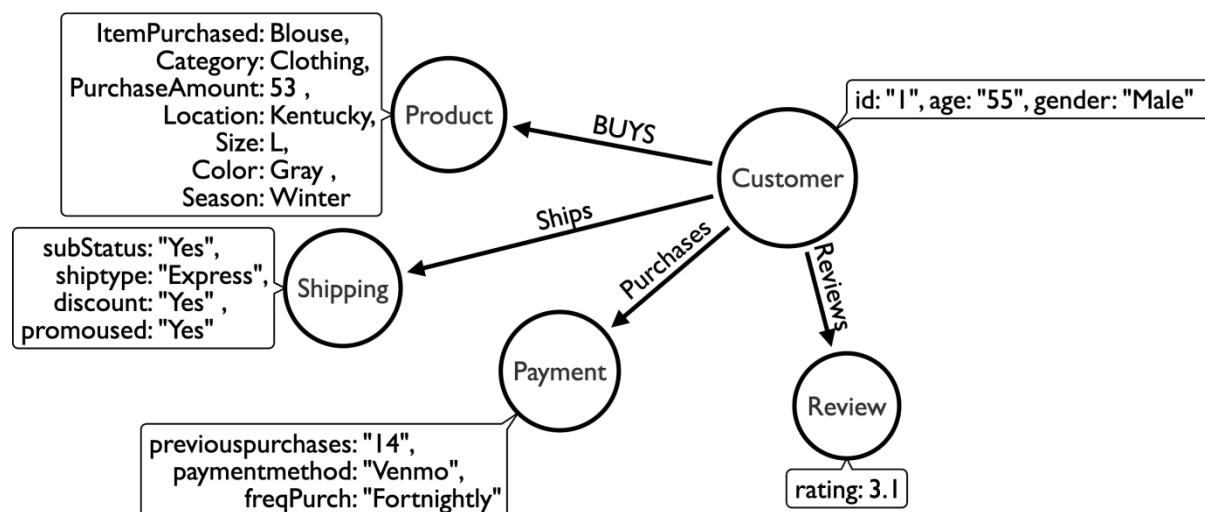 ItemPurchased: Blouse,
Category: Clothing,
PurchaseAmount: 53 ,
Location: Kentucky,
Size: L,
Color: Gray ,
Season: Winter
Product
BUYS
id: "1", age: "55", gender: "Male"
Customer
Ships
subStatus: "Yes",
shiptype: "Express",
discount: "Yes" ,
promoused: "Yes"
Shipping
Purchases
Reviews
Payment
previouspurchases: "14",
paymentmethod: "Venmo",
freqPurch: "Fortnightly"
Review
rating: 3.1